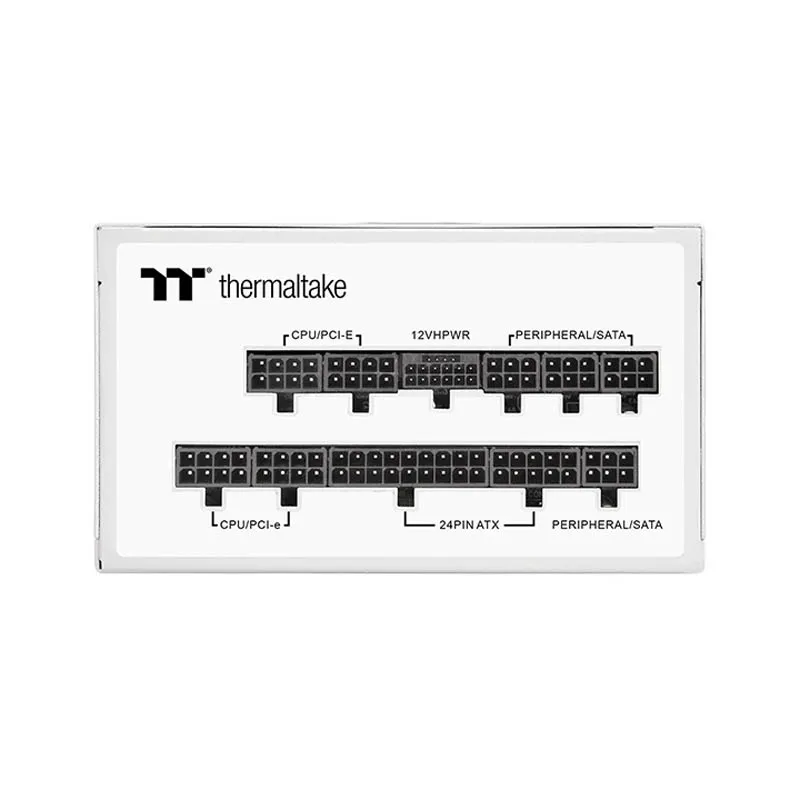 thermaltake®
CPU/PCI-E 12VHPWR PERIPHERAL/SATA
CPU/PCI-e 24PIN ATX PERIPHERAL/SATA